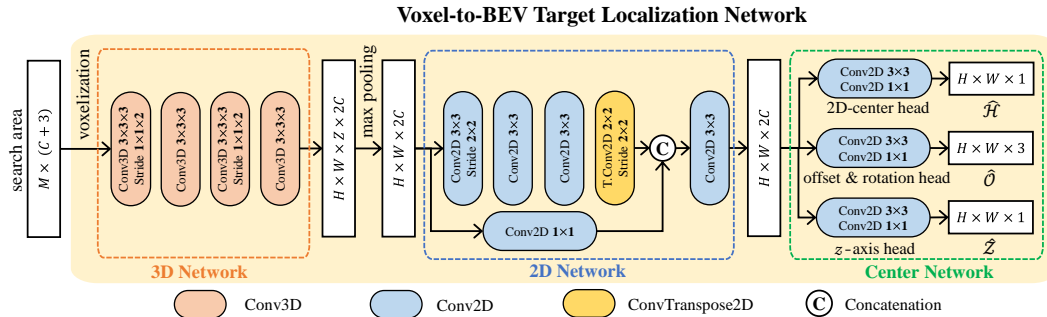 Voxel-to-BEV Target Localization Network
search area
M × (C + 3)
voxelization
Conv3D 3×3×3
Stride 1×1×2
Conv3D 3×3×3
Conv3D 3×3×3
Stride 1×1×2
Conv3D 3×3×3
3D Network
H × W × Z × 2C
max pooling
H × W × 2C
Conv2D 3×3
Stride 2×2
Conv2D 3×3
Conv2D 3×3
T.Conv2D 2×2
Stride 2×2
C
Conv2D 3×3
Conv2D 1×1
2D Network
H × W × 2C
Conv2D 3×3
Conv2D 1×1
2D-center head
H × W × 1
Ĥ
Conv2D 3×3
Conv2D 1×1
offset & rotation head
H × W × 3
Ô
Conv2D 3×3
Conv2D 1×1
z-axis head
H × W × 1
Ẑ
Center Network
Conv3D
Conv2D
ConvTranspose2D
C Concatenation